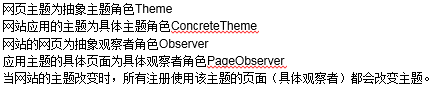 网页主题为抽象主题角色Theme
网站应用的主题为具体主题角色ConcreteTheme
网站的网页为抽象观察者角色Observer
应用主题的具体页面为具体观察者角色PageObserver
当网站的主题改变时，所有注册使用该主题的页面（具体观察者）都会改变主题。